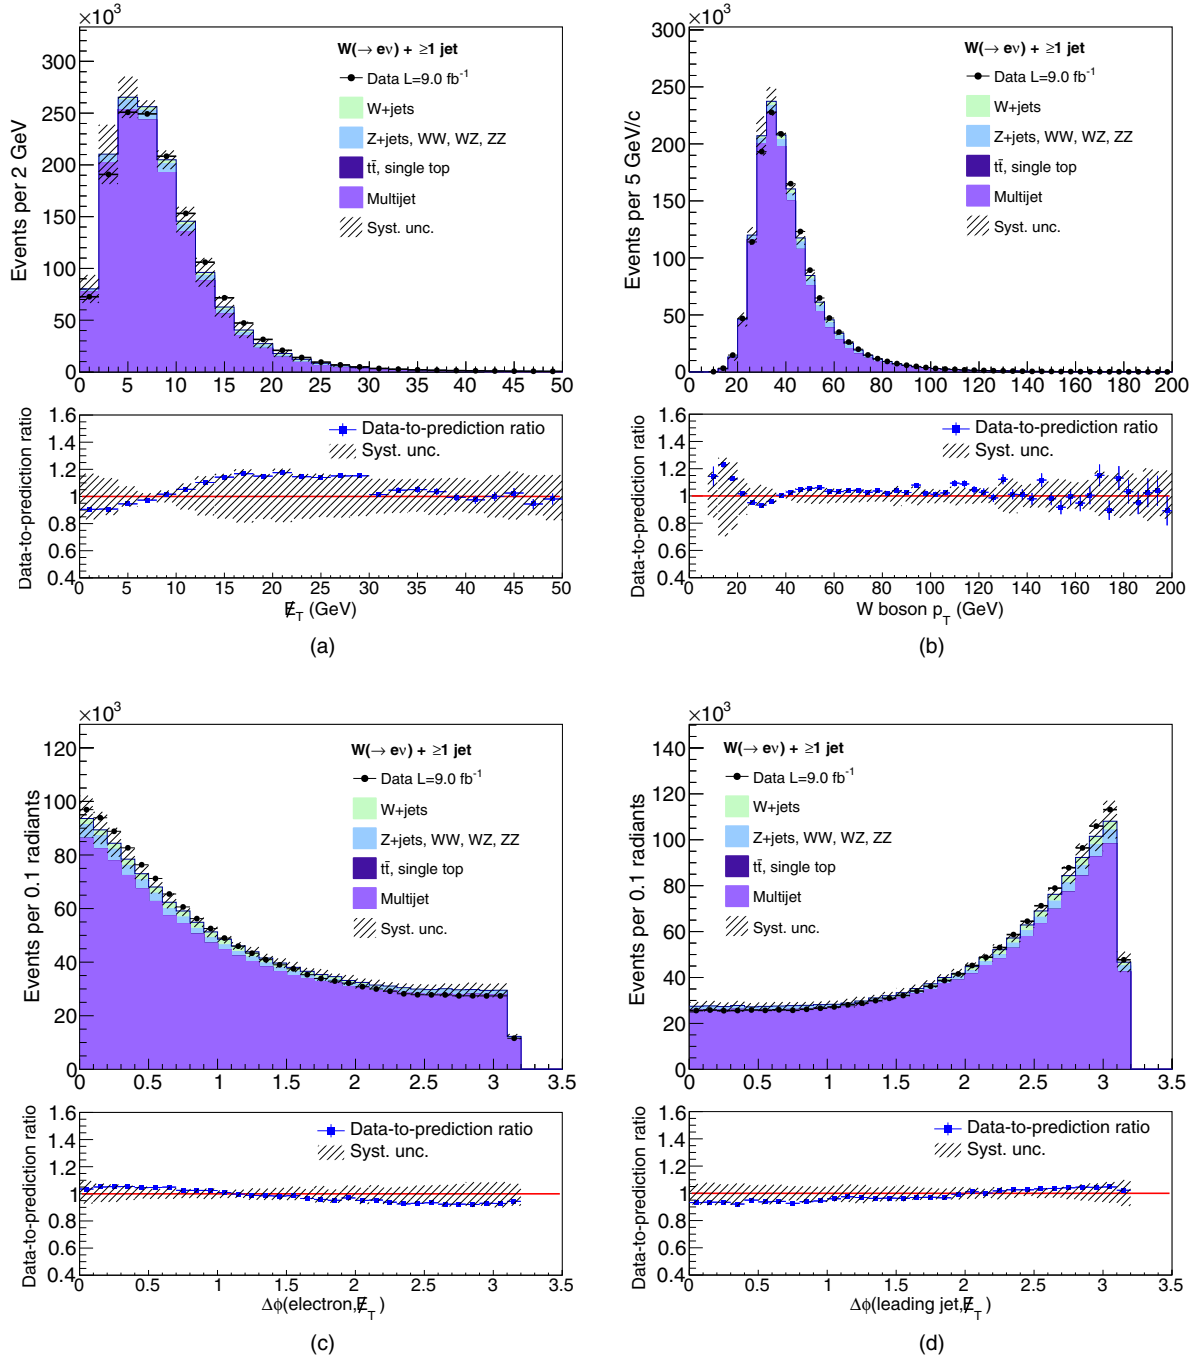 ×10³
300
250
200
150
100
50
0
Events per 2 GeV
W(→ eν) + ≥1 jet
Data L=9.0 fb⁻¹
W+jets
Z+jets, WW, WZ, ZZ
tt̄, single top
Multijet
Syst. unc.
0 5 10 15 20 25 30 35 40 45 50
1.6
1.4
1.2
1
0.8
0.6
0.4
Data-to-prediction ratio
Data-to-prediction ratio
Syst. unc.
0 5 10 15 20 25 30 35 40 45 50
E̸_T (GeV)
(a)
×10³
300
250
200
150
100
50
0
Events per 5 GeV/c
W(→ eν) + ≥1 jet
Data L=9.0 fb⁻¹
W+jets
Z+jets, WW, WZ, ZZ
tt̄, single top
Multijet
Syst. unc.
0 20 40 60 80 100 120 140 160 180 200
1.6
1.4
1.2
1
0.8
0.6
0.4
Data-to-prediction ratio
Data-to-prediction ratio
Syst. unc.
0 20 40 60 80 100 120 140 160 180 200
W boson p_T (GeV)
(b)
×10³
120
100
80
60
40
20
0
Events per 0.1 radiants
W(→ eν) + ≥1 jet
Data L=9.0 fb⁻¹
W+jets
Z+jets, WW, WZ, ZZ
tt̄, single top
Multijet
Syst. unc.
0 0.5 1 1.5 2 2.5 3 3.5
1.6
1.4
1.2
1
0.8
0.6
0.4
Data-to-prediction ratio
Data-to-prediction ratio
Syst. unc.
0 0.5 1 1.5 2 2.5 3 3.5
Δϕ(electron,E̸_T)
(c)
×10³
140
120
100
80
60
40
20
0
Events per 0.1 radiants
W(→ eν) + ≥1 jet
Data L=9.0 fb⁻¹
W+jets
Z+jets, WW, WZ, ZZ
tt̄, single top
Multijet
Syst. unc.
0 0.5 1 1.5 2 2.5 3 3.5
1.6
1.4
1.2
1
0.8
0.6
0.4
Data-to-prediction ratio
Data-to-prediction ratio
Syst. unc.
0 0.5 1 1.5 2 2.5 3 3.5
Δϕ(leading jet,E̸_T)
(d)